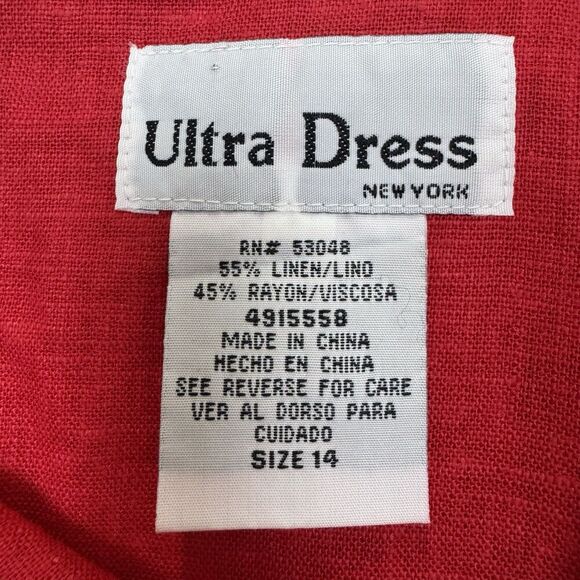 Ultra Dress
NEW YORK
RN# 53048
55% LINEN/LINO
45% RAYON/VISCOSA
4915558
MADE IN CHINA
HECHO EN CHINA
SEE REVERSE FOR CARE
VER AL DORSO PARA
CUIDADO
SIZE 14